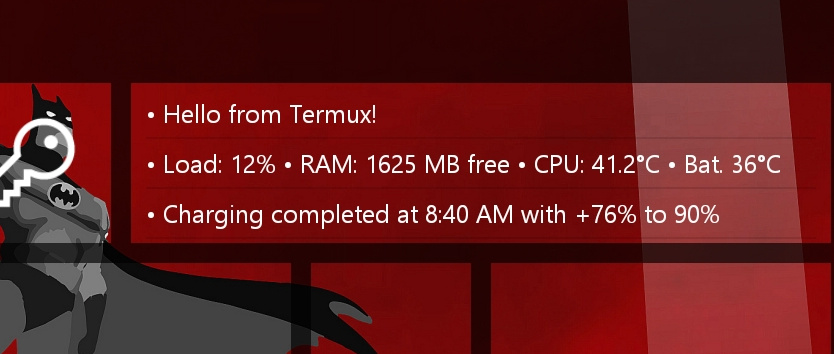 • Hello from Termux!
• Load: 12% • RAM: 1625 MB free • CPU: 41.2°C • Bat. 36°C
• Charging completed at 8:40 AM with +76% to 90%